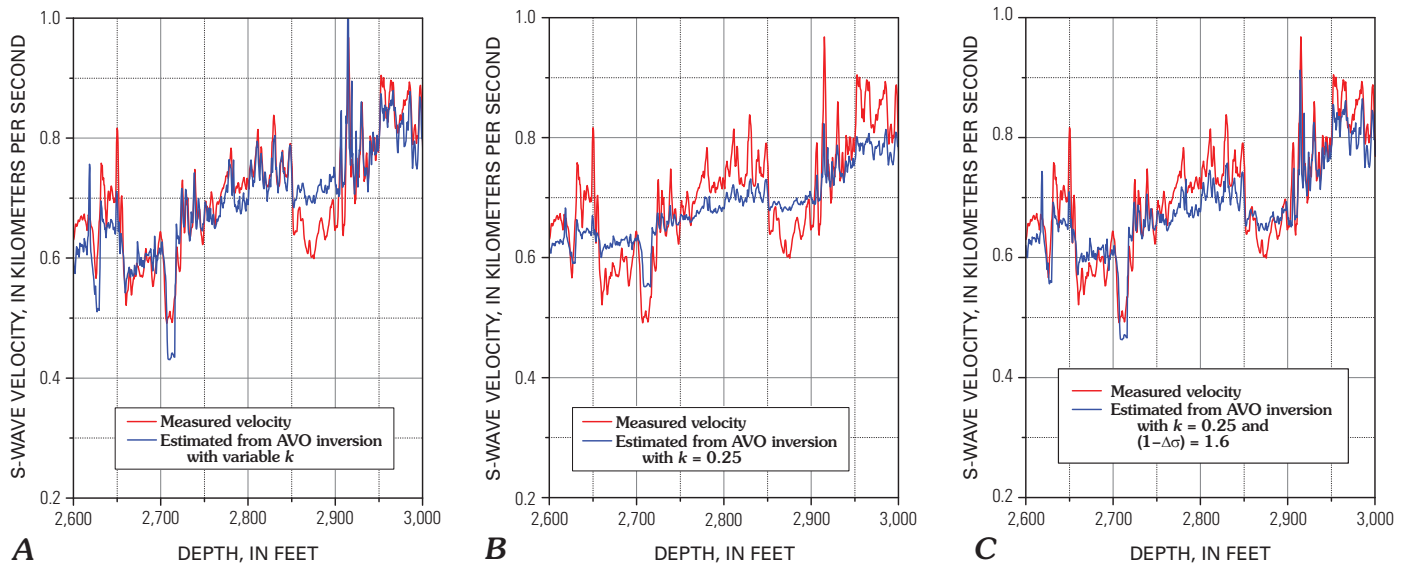 S-WAVE VELOCITY, IN KILOMETERS PER SECOND
1.0
0.8
0.6
0.4
0.2
Measured velocity
Estimated from AVO inversion
with variable k
2,600
2,700
2,800
2,900
3,000
A
DEPTH, IN FEET
S-WAVE VELOCITY, IN KILOMETERS PER SECOND
1.0
0.8
0.6
0.4
0.2
Measured velocity
Estimated from AVO inversion
with k = 0.25
2,600
2,700
2,800
2,900
3,000
B
DEPTH, IN FEET
S-WAVE VELOCITY, IN KILOMETERS PER SECOND
1.0
0.8
0.6
0.4
0.2
Measured velocity
Estimated from AVO inversion
with k = 0.25 and
(1–Δσ) = 1.6
2,600
2,700
2,800
2,900
3,000
C
DEPTH, IN FEET